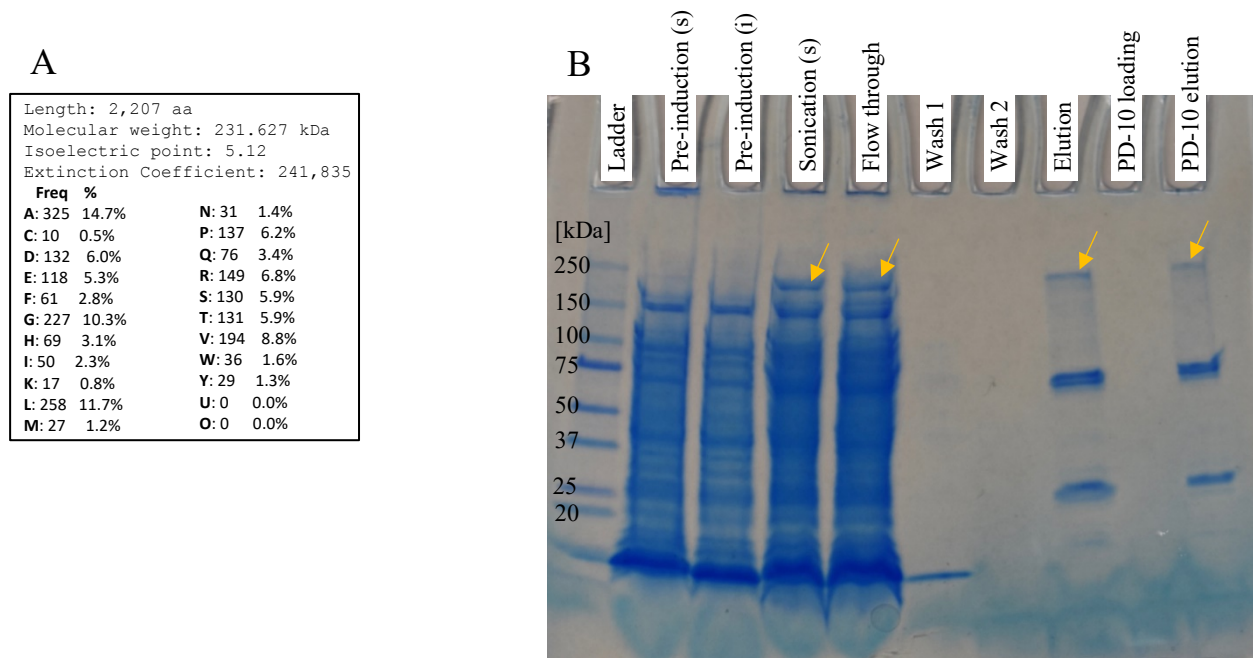 A
Length: 2,207 aa
Molecular weight: 231.627 kDa
Isoelectric point: 5.12
Extinction Coefficient: 241,835
Freq %
A: 325 14.7%
C: 10 0.5%
D: 132 6.0%
E: 118 5.3%
F: 61 2.8%
G: 227 10.3%
H: 69 3.1%
I: 50 2.3%
K: 17 0.8%
L: 258 11.7%
M: 27 1.2%
N: 31 1.4%
P: 137 6.2%
Q: 76 3.4%
R: 149 6.8%
S: 130 5.9%
T: 131 5.9%
V: 194 8.8%
W: 36 1.6%
Y: 29 1.3%
U: 0 0.0%
O: 0 0.0%
B
Ladder
Pre-induction (s)
Pre-induction (i)
Sonication (s)
Flow through
Wash 1
Wash 2
Elution
PD-10 loading
PD-10 elution
[kDa]
250
150
100
75
50
37
25
20